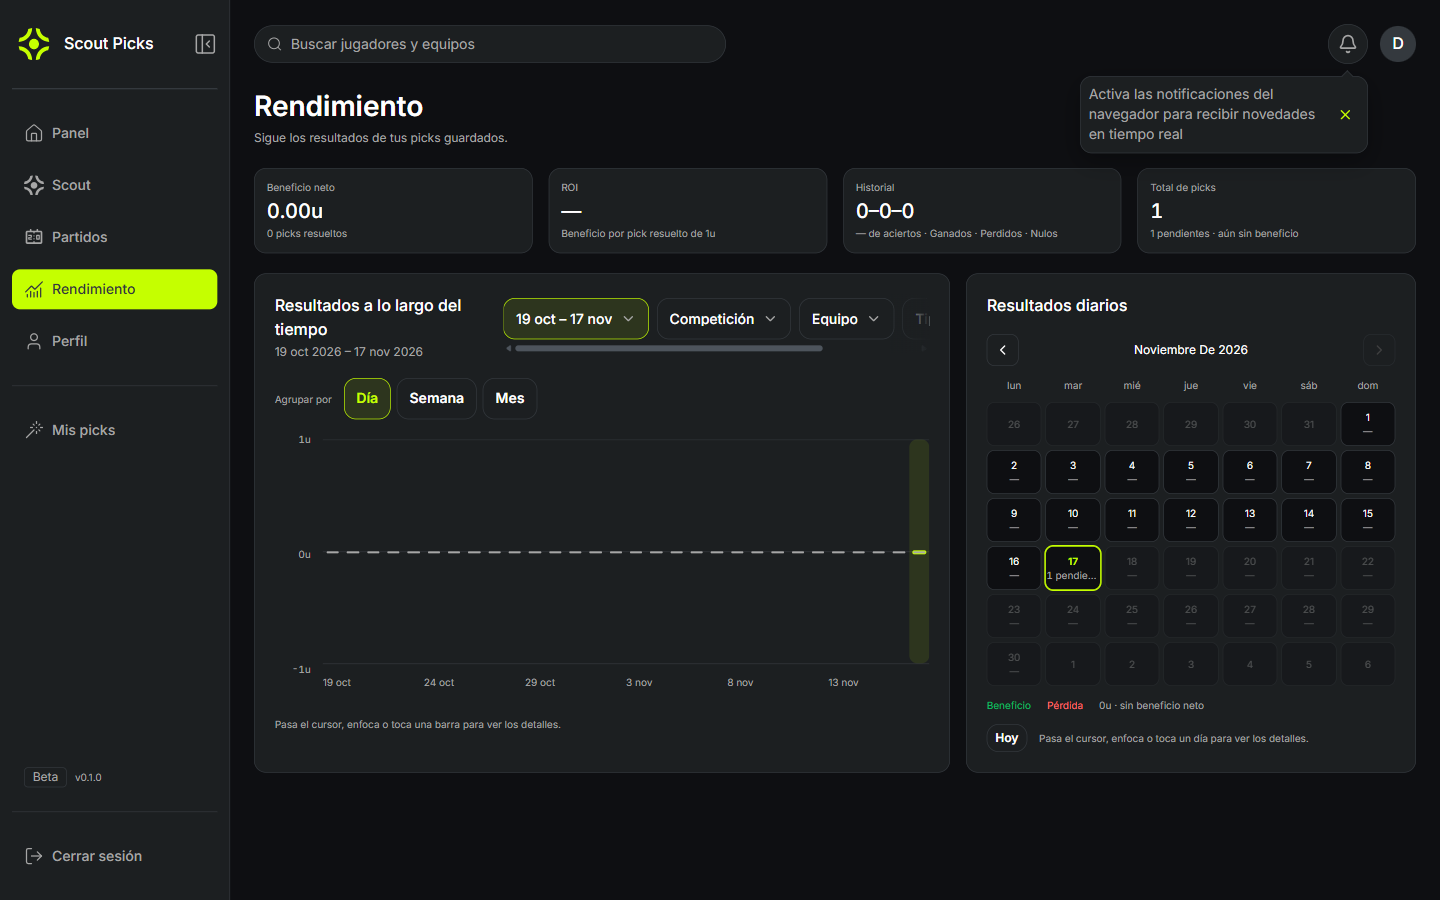 Scout Picks
Buscar jugadores y equipos
D
Activa las notificaciones del
navegador para recibir novedades
en tiempo real
Panel
Scout
Partidos
Rendimiento
Perfil
Mis picks
Beta v0.1.0
Cerrar sesión
Rendimiento
Sigue los resultados de tus picks guardados.
Beneficio neto
0.00u
0 picks resueltos
ROI
—
Beneficio por pick resuelto de 1u
Historial
0–0–0
— de aciertos · Ganados · Perdidos · Nulos
Total de picks
1
1 pendientes · aún sin beneficio
Resultados a lo largo del
tiempo
19 oct 2026 – 17 nov 2026
19 oct – 17 nov Competición Equipo
Agrupar por Día Semana Mes
1u
0u
-1u
19 oct 24 oct 29 oct 3 nov 8 nov 13 nov
Pasa el cursor, enfoca o toca una barra para ver los detalles.
Resultados diarios
Noviembre De 2026
lun mar mié jue vie sáb dom
26 27 28 29 30 31 1
—
2 3 4 5 6 7 8
— — — — — — —
9 10 11 12 13 14 15
— — — — — — —
16 17 18 19 20 21 22
— 1 pendie... — — — — —
23 24 25 26 27 28 29
— — — — — — —
30 1 2 3 4 5 6
—
Beneficio Pérdida 0u · sin beneficio neto
Hoy Pasa el cursor, enfoca o toca un día para ver los detalles.